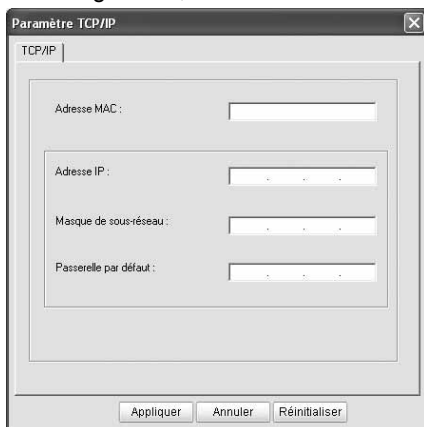 Paramètre TCP/IP
TCP/IP
Adresse MAC :
Adresse IP :
Masque de sous-réseau :
Passerelle par défaut :
Appliquer Annuler Réinitialiser